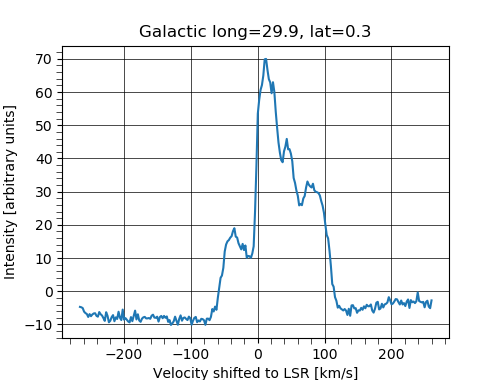 Galactic long=29.9, lat=0.3
70
60
50
40
30
20
10
0
−10
Intensity [arbitrary units]
−200 −100 0 100 200
Velocity shifted to LSR [km/s]